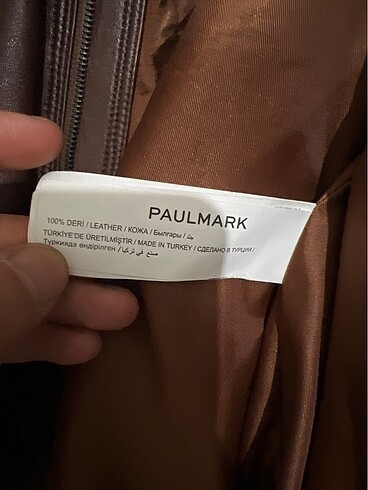 PAULMARK
100% DERİ / LEATHER / КОЖА / Былғары / جلد
TÜRKİYE'DE ÜRETİLMİŞTİR / MADE IN TURKEY / СДЕЛАНО В ТУРЦИИ /
Түркияда өндірілген / صنع في تركيا